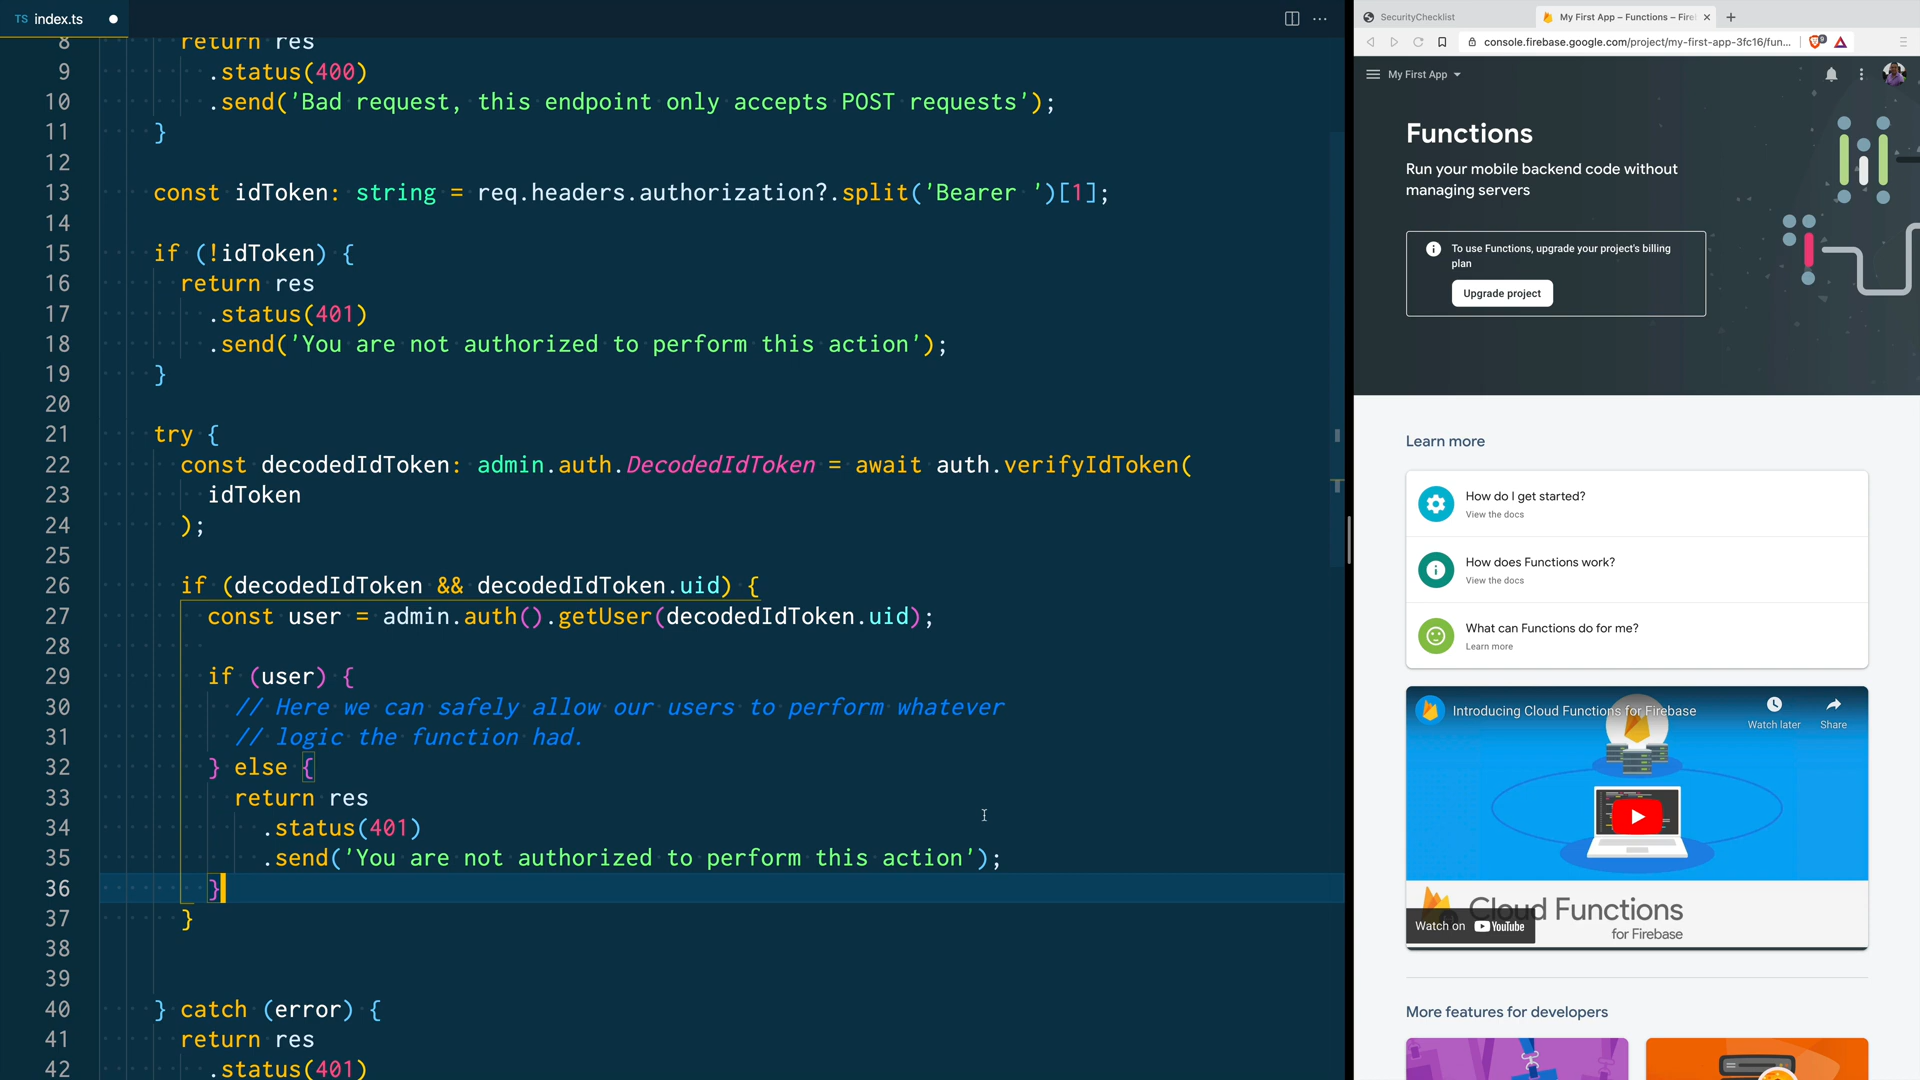 TS index.ts
8 return res
9 .status(400)
10 .send('Bad request, this endpoint only accepts POST requests');
11 }
12
13 const idToken: string = req.headers.authorization?.split('Bearer ')[1];
14
15 if (!idToken) {
16 return res
17 .status(401)
18 .send('You are not authorized to perform this action');
19 }
20
21 try {
22 const decodedIdToken: admin.auth.DecodedIdToken = await auth.verifyIdToken(
23 idToken
24 );
25
26 if (decodedIdToken && decodedIdToken.uid) {
27 const user = admin.auth().getUser(decodedIdToken.uid);
28
29 if (user) {
30 // Here we can safely allow our users to perform whatever
31 // logic the function had.
32 } else {
33 return res
34 .status(401)
35 .send('You are not authorized to perform this action');
36 }
37 }
38
39
40 } catch (error) {
41 return res
42 .status(401)
SecurityChecklist
My First App – Functions – Fire
console.firebase.google.com/project/my-first-app-3fc16/fun...
My First App
Functions
Run your mobile backend code without
managing servers
To use Functions, upgrade your project's billing
plan
Upgrade project
Learn more
How do I get started?
View the docs
How does Functions work?
View the docs
What can Functions do for me?
Learn more
Introducing Cloud Functions for Firebase
Watch later
Share
Cloud Functions
for Firebase
Watch on YouTube
More features for developers